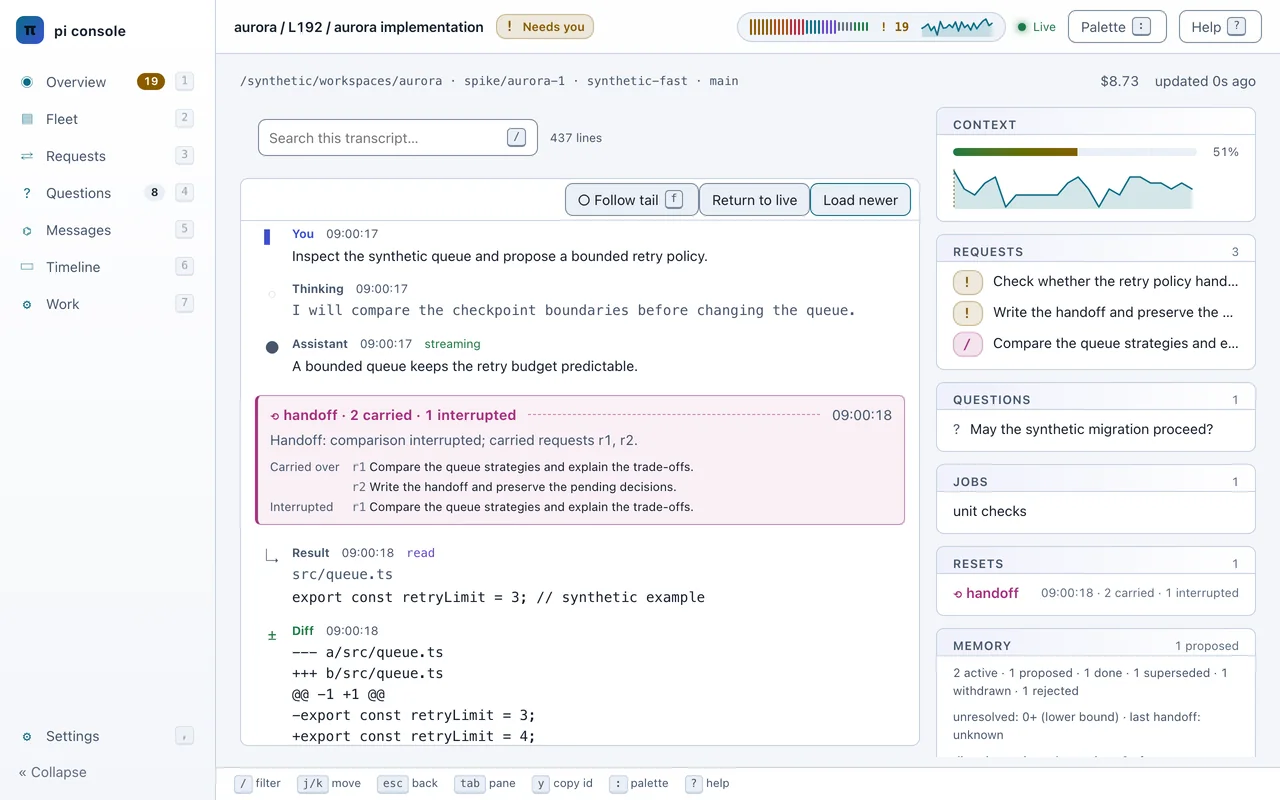 π pi console
Overview 19 1
Fleet 2
Requests 3
? Questions 8 4
Messages 5
Timeline 6
Work 7
Settings ,
« Collapse
aurora / L192 / aurora implementation ! Needs you ! 19 Live Palette : Help ?
/synthetic/workspaces/aurora · spike/aurora-1 · synthetic-fast · main $8.73 updated 0s ago
Search this transcript... / 437 lines
Follow tail f Return to live Load newer
You 09:00:17
Inspect the synthetic queue and propose a bounded retry policy.
Thinking 09:00:17
I will compare the checkpoint boundaries before changing the queue.
Assistant 09:00:17 streaming
A bounded queue keeps the retry budget predictable.
handoff · 2 carried · 1 interrupted 09:00:18
Handoff: comparison interrupted; carried requests r1, r2.
Carried over r1 Compare the queue strategies and explain the trade-offs.
r2 Write the handoff and preserve the pending decisions.
Interrupted r1 Compare the queue strategies and explain the trade-offs.
Result 09:00:18 read
src/queue.ts
export const retryLimit = 3; // synthetic example
± Diff 09:00:18
--- a/src/queue.ts
+++ b/src/queue.ts
@@ -1 +1 @@
-export const retryLimit = 3;
+export const retryLimit = 4;
CONTEXT
51%
REQUESTS 3
! Check whether the retry policy hand...
! Write the handoff and preserve the ...
/ Compare the queue strategies and e...
QUESTIONS 1
? May the synthetic migration proceed?
JOBS 1
unit checks
RESETS 1
handoff 09:00:18 · 2 carried · 1 interrupted
MEMORY 1 proposed
2 active · 1 proposed · 1 done · 1 superseded · 1
withdrawn · 1 rejected
unresolved: 0+ (lower bound) · last handoff:
unknown
/ filter j/k move esc back tab pane y copy id : palette ? help